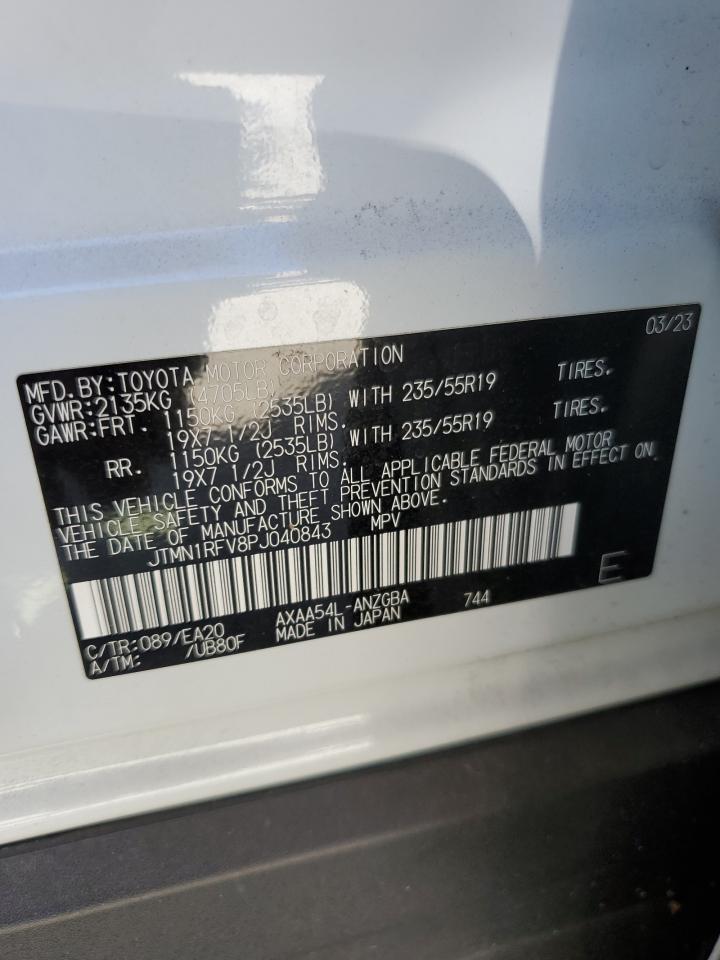 03/23
MFD.BY:TOYOTA MOTOR CORPORATION
GVWR:2135KG (4705LB)
GAWR:FRT. 1150KG (2535LB) WITH 235/55R19 TIRES.
19X7 1/2J RIMS.
RR. 1150KG (2535LB) WITH 235/55R19 TIRES.
19X7 1/2J RIMS.
THIS VEHICLE CONFORMS TO ALL APPLICABLE FEDERAL MOTOR
VEHICLE SAFETY AND THEFT PREVENTION STANDARDS IN EFFECT ON
THE DATE OF MANUFACTURE SHOWN ABOVE.
JTMN1RFV8PJ040843 MPV
E
C/TR:089/EA20 AXAA54L-ANZGBA 744
A/TM: /UB80F MADE IN JAPAN